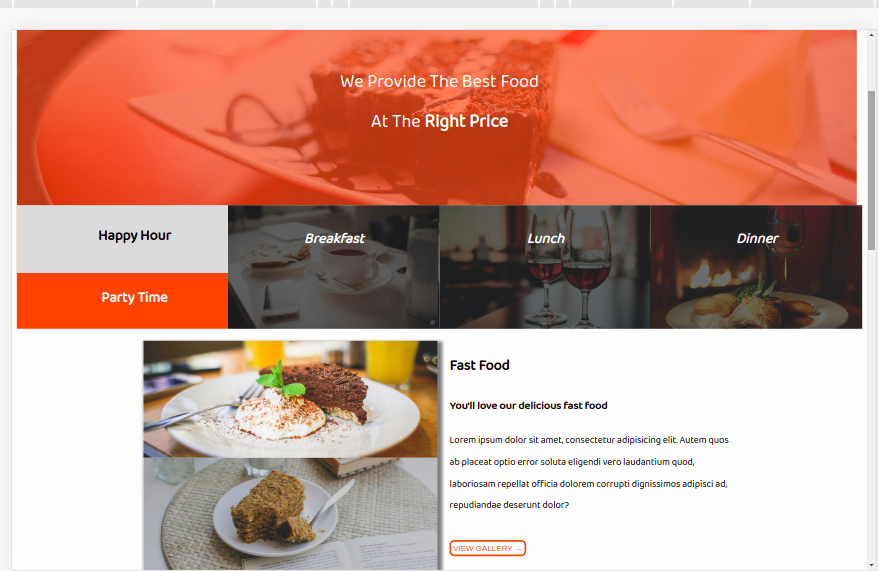 We Provide The Best Food
At The Right Price
Happy Hour
Party Time
Breakfast
Lunch
Dinner
Fast Food
You'll love our delicious fast food
Lorem ipsum dolor sit amet, consectetur adipisicing elit. Autem quos
ab placeat optio error soluta eligendi vero laudantium quod,
laboriosam repellat officia dolorem corrupti dignissimos adipisci ad,
repudiandae deserunt dolor?
VIEW GALLERY →